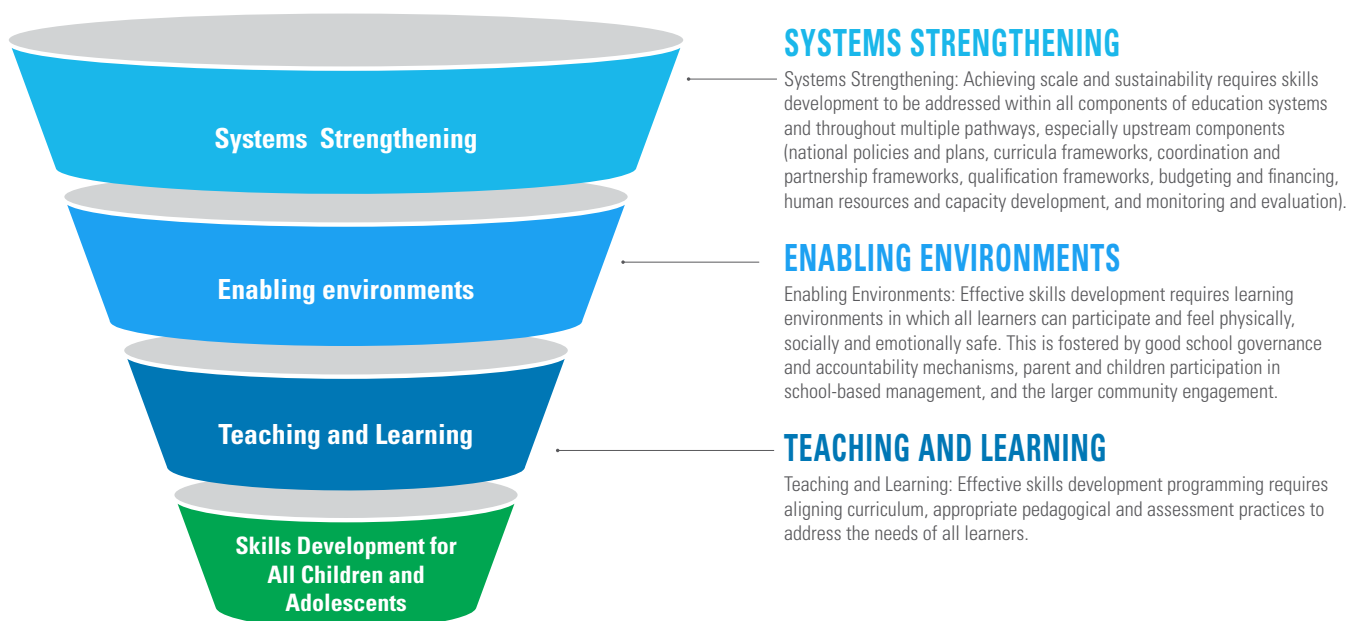 Systems Strengthening
Enabling environments
Teaching and Learning
Skills Development for
All Children and
Adolescents
SYSTEMS STRENGTHENING
Systems Strengthening: Achieving scale and sustainability requires skills
development to be addressed within all components of education systems
and throughout multiple pathways, especially upstream components
(national policies and plans, curricula frameworks, coordination and
partnership frameworks, qualification frameworks, budgeting and financing,
human resources and capacity development, and monitoring and evaluation).
ENABLING ENVIRONMENTS
Enabling Environments: Effective skills development requires learning
environments in which all learners can participate and feel physically,
socially and emotionally safe. This is fostered by good school governance
and accountability mechanisms, parent and children participation in
school-based management, and the larger community engagement.
TEACHING AND LEARNING
Teaching and Learning: Effective skills development programming requires
aligning curriculum, appropriate pedagogical and assessment practices to
address the needs of all learners.